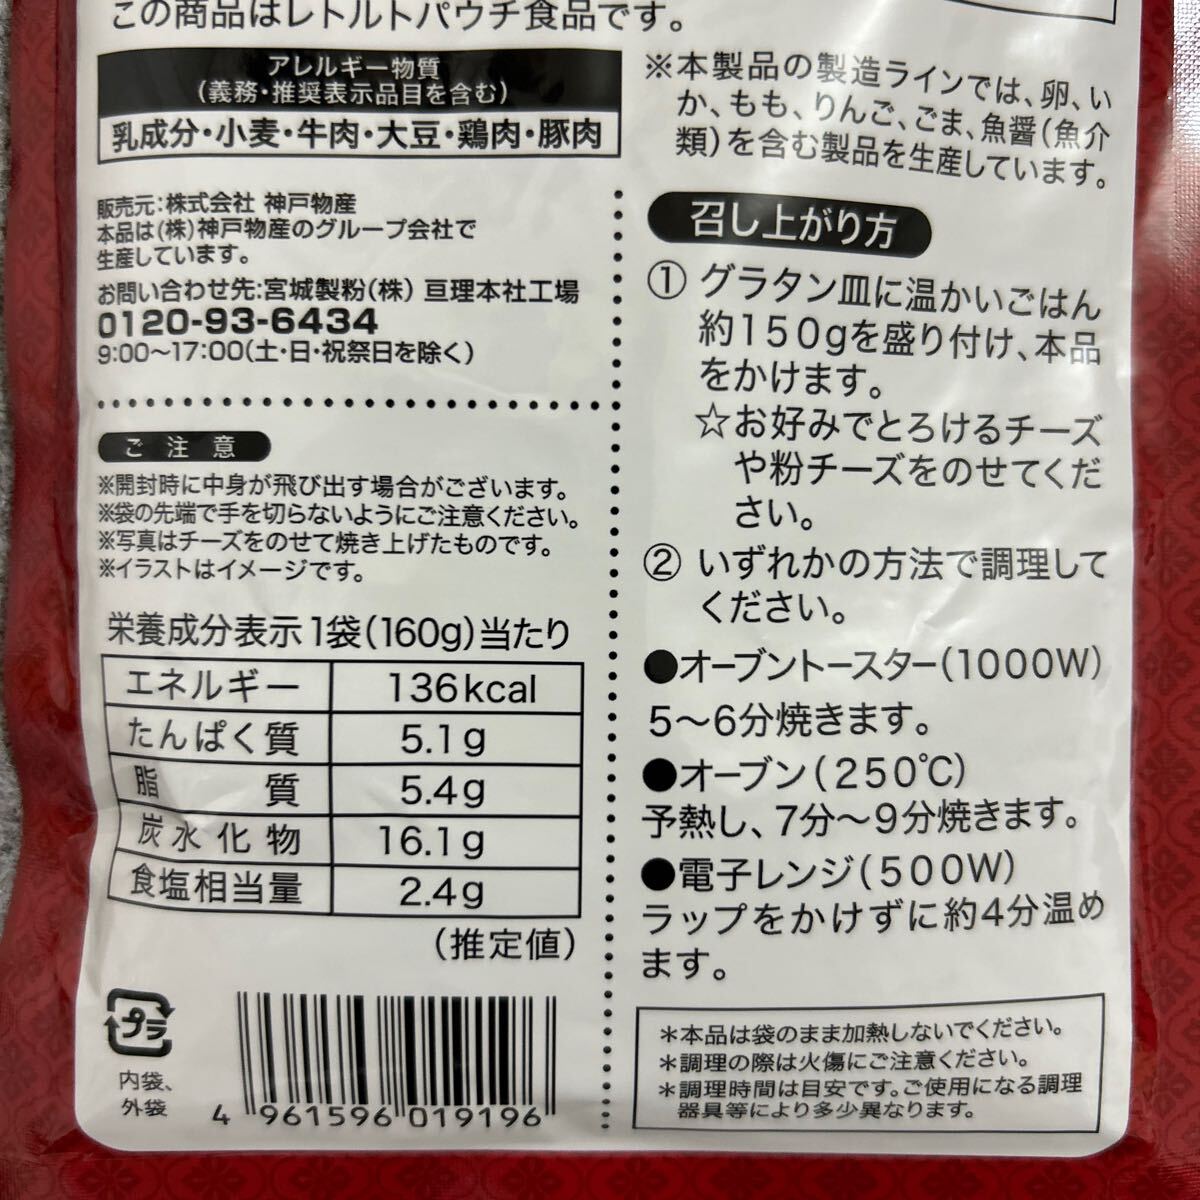 この商品はレトルトパウチ食品です。
アレルギー物質
(義務・推奨表示品目を含む)
乳成分・小麦・牛肉・大豆・鶏肉・豚肉
販売元:株式会社 神戸物産
本品は(株)神戸物産のグループ会社で
生産しています。
お問い合わせ先:宮城製粉(株) 亘理本社工場
0120-93-6434
9:00〜17:00(土・日・祝祭日を除く)
ご注意
※開封時に中身が飛び出す場合がございます。
※袋の先端で手を切らないようにご注意ください。
※写真はチーズをのせて焼き上げたものです。
※イラストはイメージです。
栄養成分表示 1袋(160g)当たり
エネルギー 136kcal
たんぱく質 5.1g
脂質 5.4g
炭水化物 16.1g
食塩相当量 2.4g
(推定値)
プラ
内袋、
外袋
4 961596 019196
※本製品の製造ラインでは、卵、い
か、もも、りんご、ごま、魚醤(魚介
類)を含む製品を生産しています。
召し上がり方
① グラタン皿に温かいごはん
約150gを盛り付け、本品
をかけます。
☆お好みでとろけるチーズ
や粉チーズをのせてくだ
さい。
② いずれかの方法で調理して
ください。
●オーブントースター(1000W)
5〜6分焼きます。
●オーブン(250℃)
予熱し、7分〜9分焼きます。
●電子レンジ(500W)
ラップをかけずに約4分温め
ます。
＊本品は袋のまま加熱しないでください。
＊調理の際は火傷にご注意ください。
＊調理時間は目安です。ご使用になる調理
器具等により多少異なります。